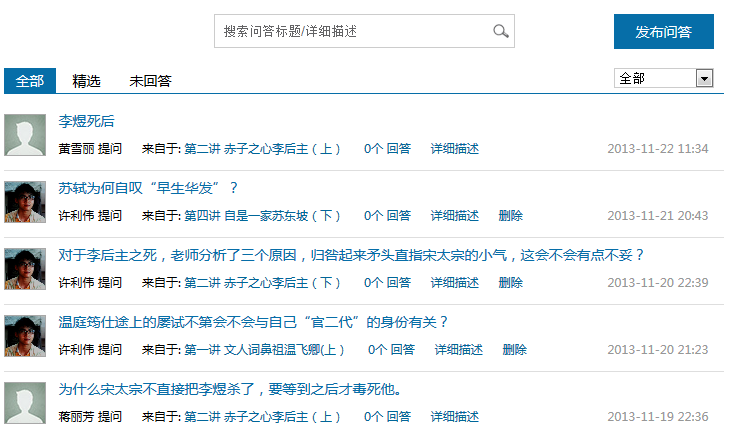 搜索问答标题/详细描述
发布问答
全部 精选 未回答 全部
李煜死后
黄雪丽 提问 来自于: 第二讲 赤子之心李后主（上） 0个 回答 详细描述 2013-11-22 11:34
苏轼为何自叹“早生华发”？
许利伟 提问 来自于: 第四讲 自是一家苏东坡（下） 0个 回答 详细描述 删除 2013-11-21 20:43
对于李后主之死，老师分析了三个原因，归咎起来矛头直指宋太宗的小气，这会不会有点不妥？
许利伟 提问 来自于: 第二讲 赤子之心李后主（下） 0个 回答 详细描述 删除 2013-11-20 22:39
温庭筠仕途上的屡试不第会不会与自己“官二代”的身份有关？
许利伟 提问 来自于: 第一讲 文人词鼻祖温飞卿(上） 0个 回答 详细描述 删除 2013-11-20 21:23
为什么宋太宗不直接把李煜杀了，要等到之后才毒死他。
蒋丽芳 提问 来自于: 第二讲 赤子之心李后主（上） 0个 回答 详细描述 2013-11-19 22:36